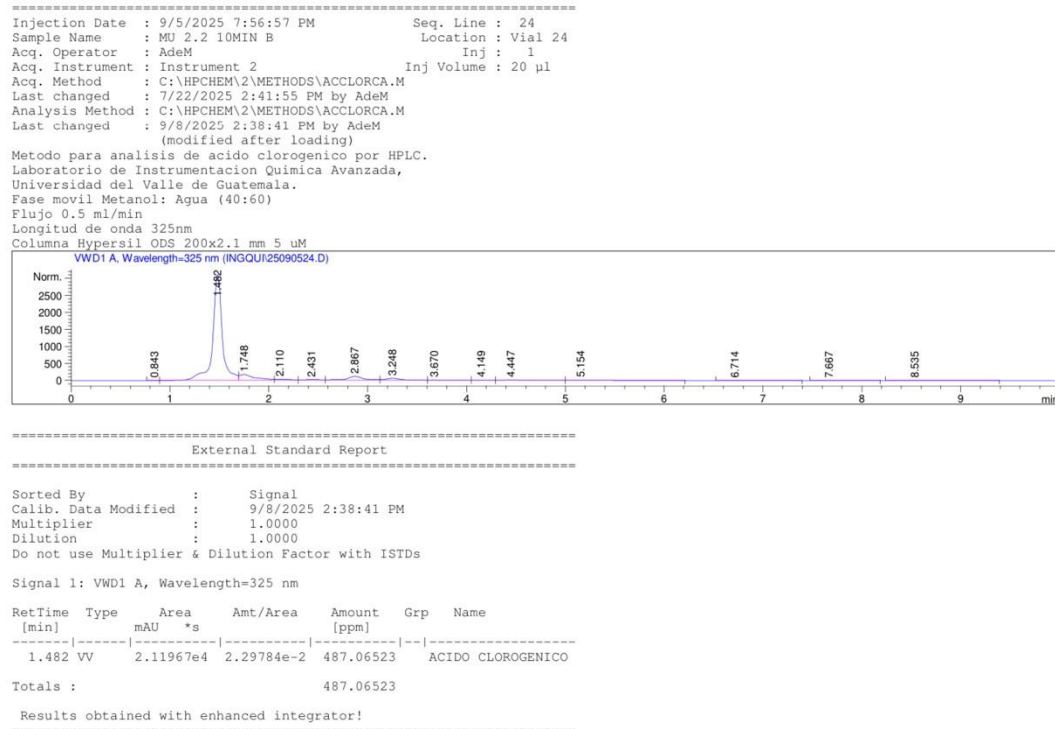 ======================================================================
Injection Date : 9/5/2025 7:56:57 PM Seq. Line : 24
Sample Name : MU 2.2 10MIN B Location : Vial 24
Acq. Operator : AdeM Inj : 1
Acq. Instrument : Instrument 2 Inj Volume : 20 µl
Acq. Method : C:\HPCHEM\2\METHODS\ACCLORCA.M
Last changed : 7/22/2025 2:41:55 PM by AdeM
Analysis Method : C:\HPCHEM\2\METHODS\ACCLORCA.M
Last changed : 9/8/2025 2:38:41 PM by AdeM
(modified after loading)
Metodo para analisis de acido clorogenico por HPLC.
Laboratorio de Instrumentacion Quimica Avanzada,
Universidad del Valle de Guatemala.
Fase movil Metanol: Agua (40:60)
Flujo 0.5 ml/min
Longitud de onda 325nm
Columna Hypersil ODS 200x2.1 mm 5 uM
VWD1 A, Wavelength=325 nm (INGQUI\25090524.D)
Norm.
2500
2000
1500
1000
500
0
0.843
1.482
1.748
2.110
2.431
2.867
3.248
3.670
4.149
4.447
5.154
6.714
7.667
8.535
0 1 2 3 4 5 6 7 8 9 min
======================================================================
External Standard Report
======================================================================
Sorted By : Signal
Calib. Data Modified : 9/8/2025 2:38:41 PM
Multiplier : 1.0000
Dilution : 1.0000
Do not use Multiplier & Dilution Factor with ISTDs
Signal 1: VWD1 A, Wavelength=325 nm
RetTime Type Area Amt/Area Amount Grp Name
[min] mAU *s [ppm]
-------|------|----------|----------|----------|--|------------------
1.482 VV 2.11967e4 2.29784e-2 487.06523 ACIDO CLOROGENICO
Totals : 487.06523
Results obtained with enhanced integrator!